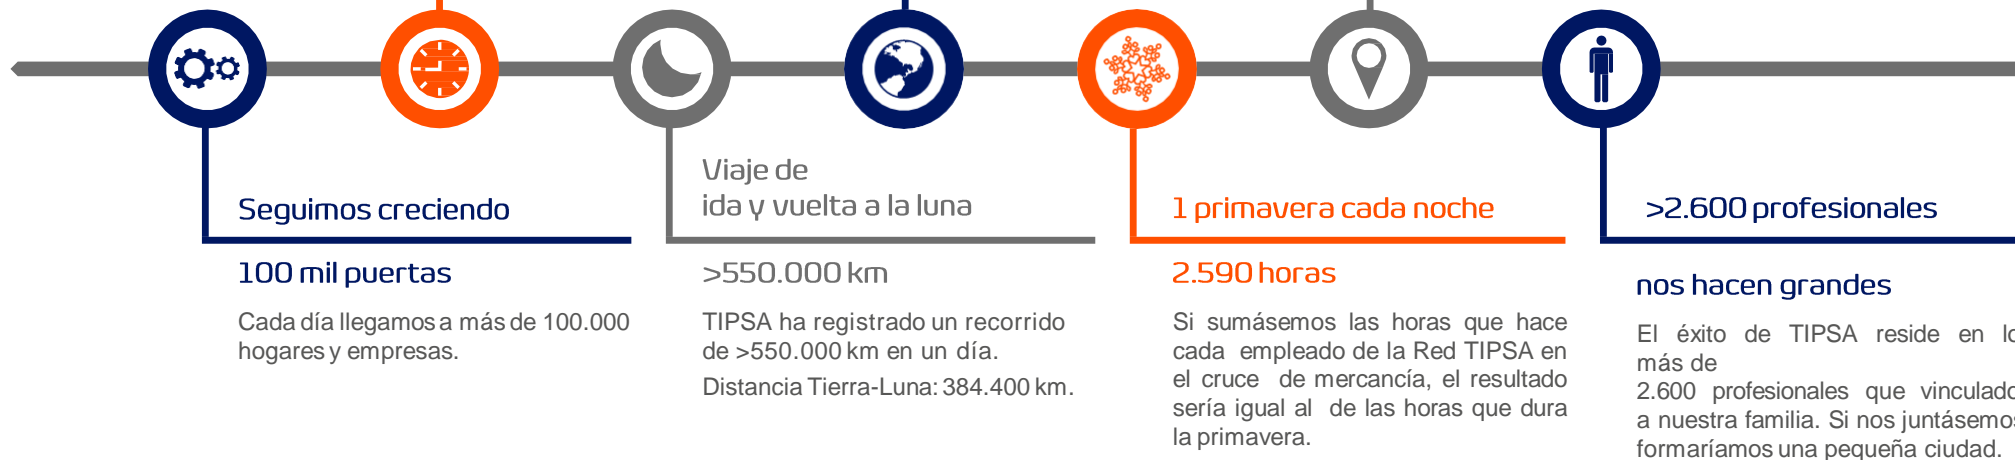 Seguimos creciendo
100 mil puertas
Cada día llegamos a más de 100.000
hogares y empresas.
Viaje de
ida y vuelta a la luna
>550.000 km
TIPSA ha registrado un recorrido
de >550.000 km en un día.
Distancia Tierra-Luna: 384.400 km.
1 primavera cada noche
2.590 horas
Si sumásemos las horas que hace
cada empleado de la Red TIPSA en
el cruce de mercancía, el resultado
sería igual al de las horas que dura
la primavera.
>2.600 profesionales
nos hacen grandes
El éxito de TIPSA reside en lo
más de
2.600 profesionales que vinculado
a nuestra familia. Si nos juntásemos
formaríamos una pequeña ciudad.